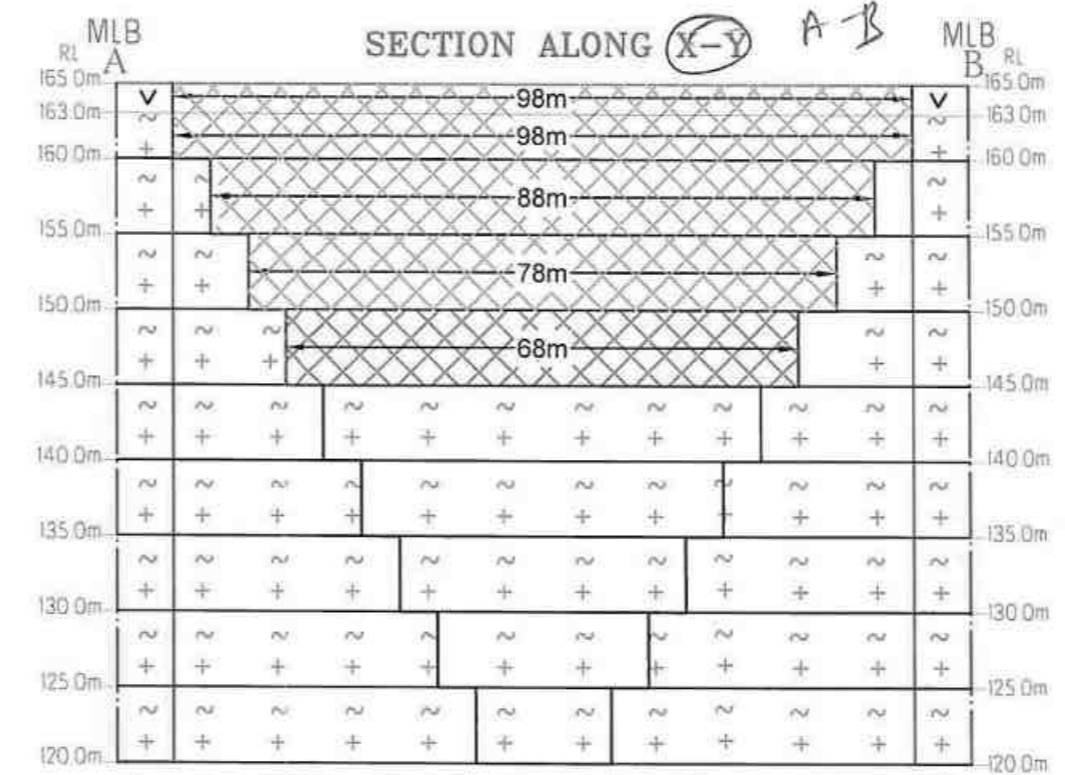 MLB SECTION ALONG X-Y A-B MLB
RL A B RL
165.0m 98m 165.0m
163.0m 163.0m
98m
160.0m 160.0m
88m
155.0m 155.0m
78m
150.0m 150.0m
68m
145.0m 145.0m
140.0m 140.0m
135.0m 135.0m
130.0m 130.0m
125.0m 125.0m
120.0m 120.0m